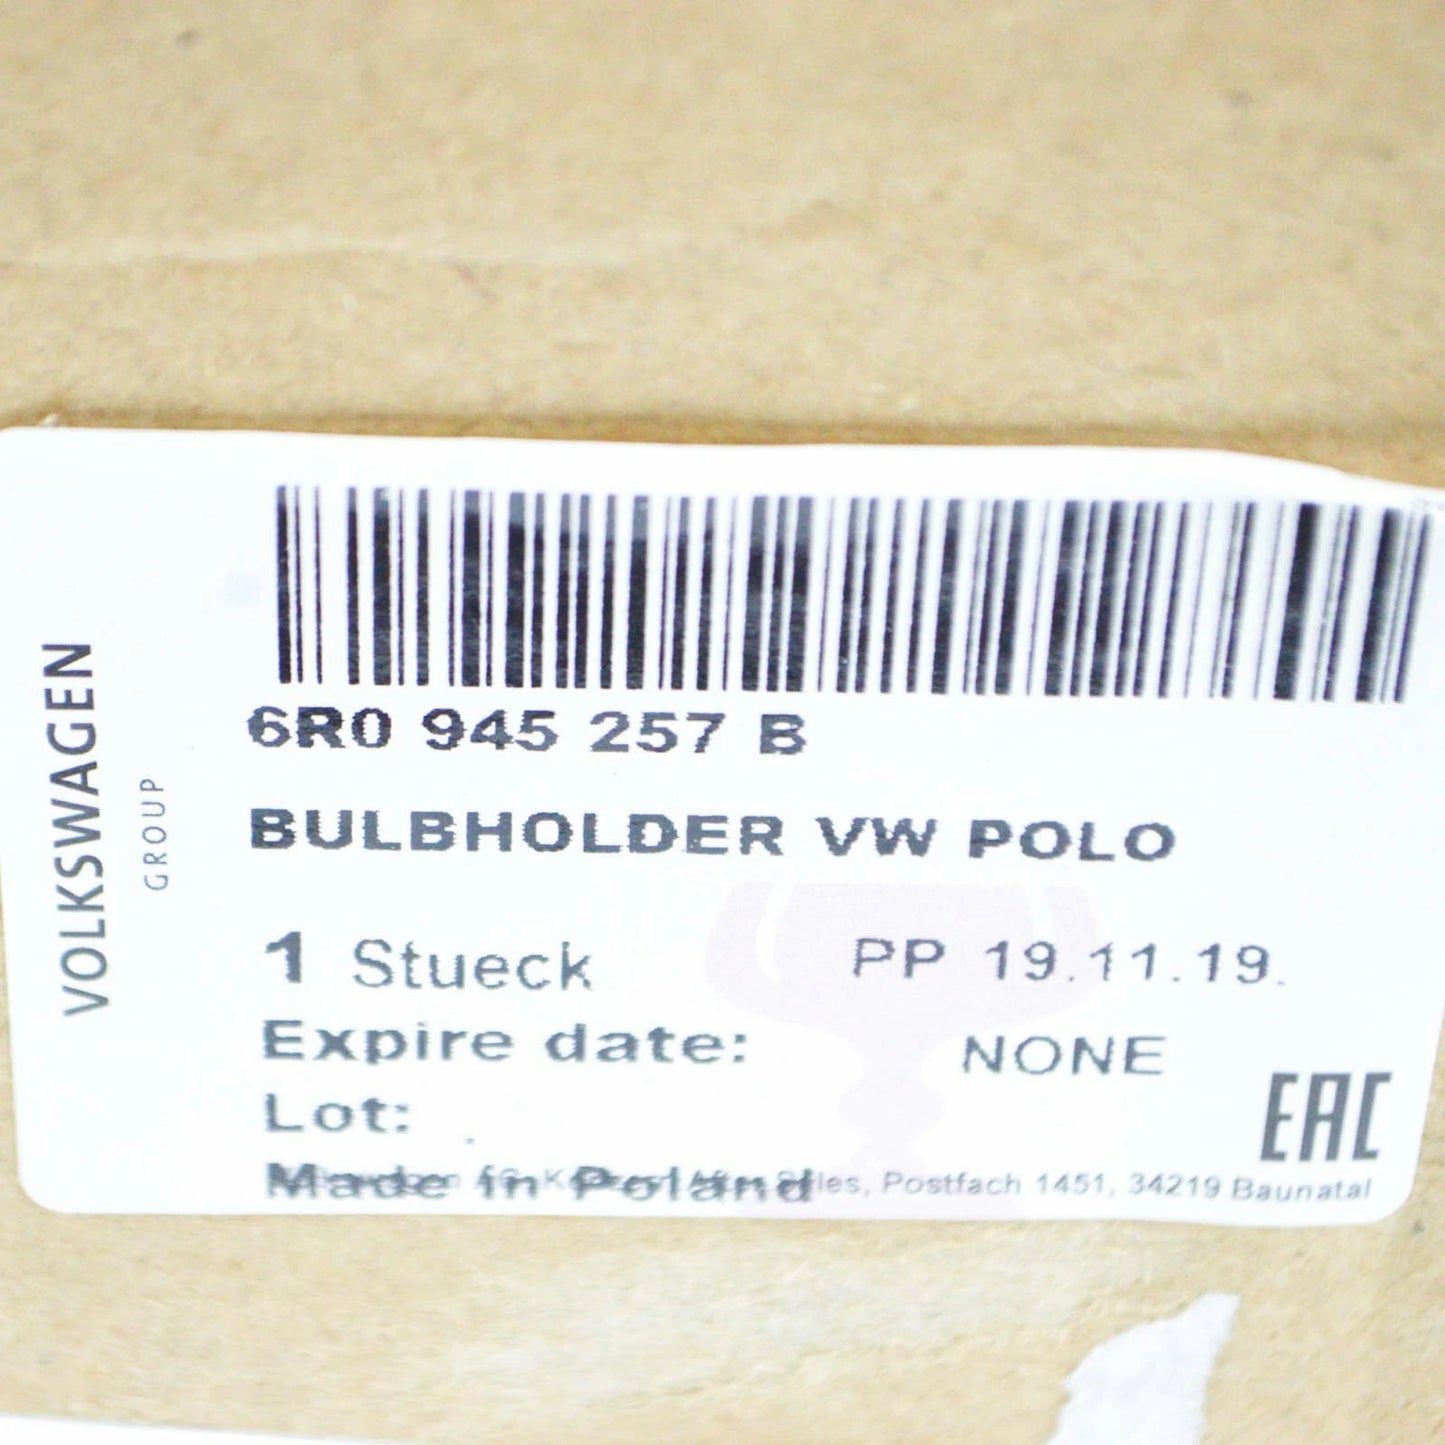 VOLKSWAGEN
GROUP
6R0 945 257 B
BULBHOLDER VW POLO
1 Stueck PP 19.11.19.
Expire date: NONE
Lot:
EAC
Made in Poland
Postfach 1451, 34219 Baunatal